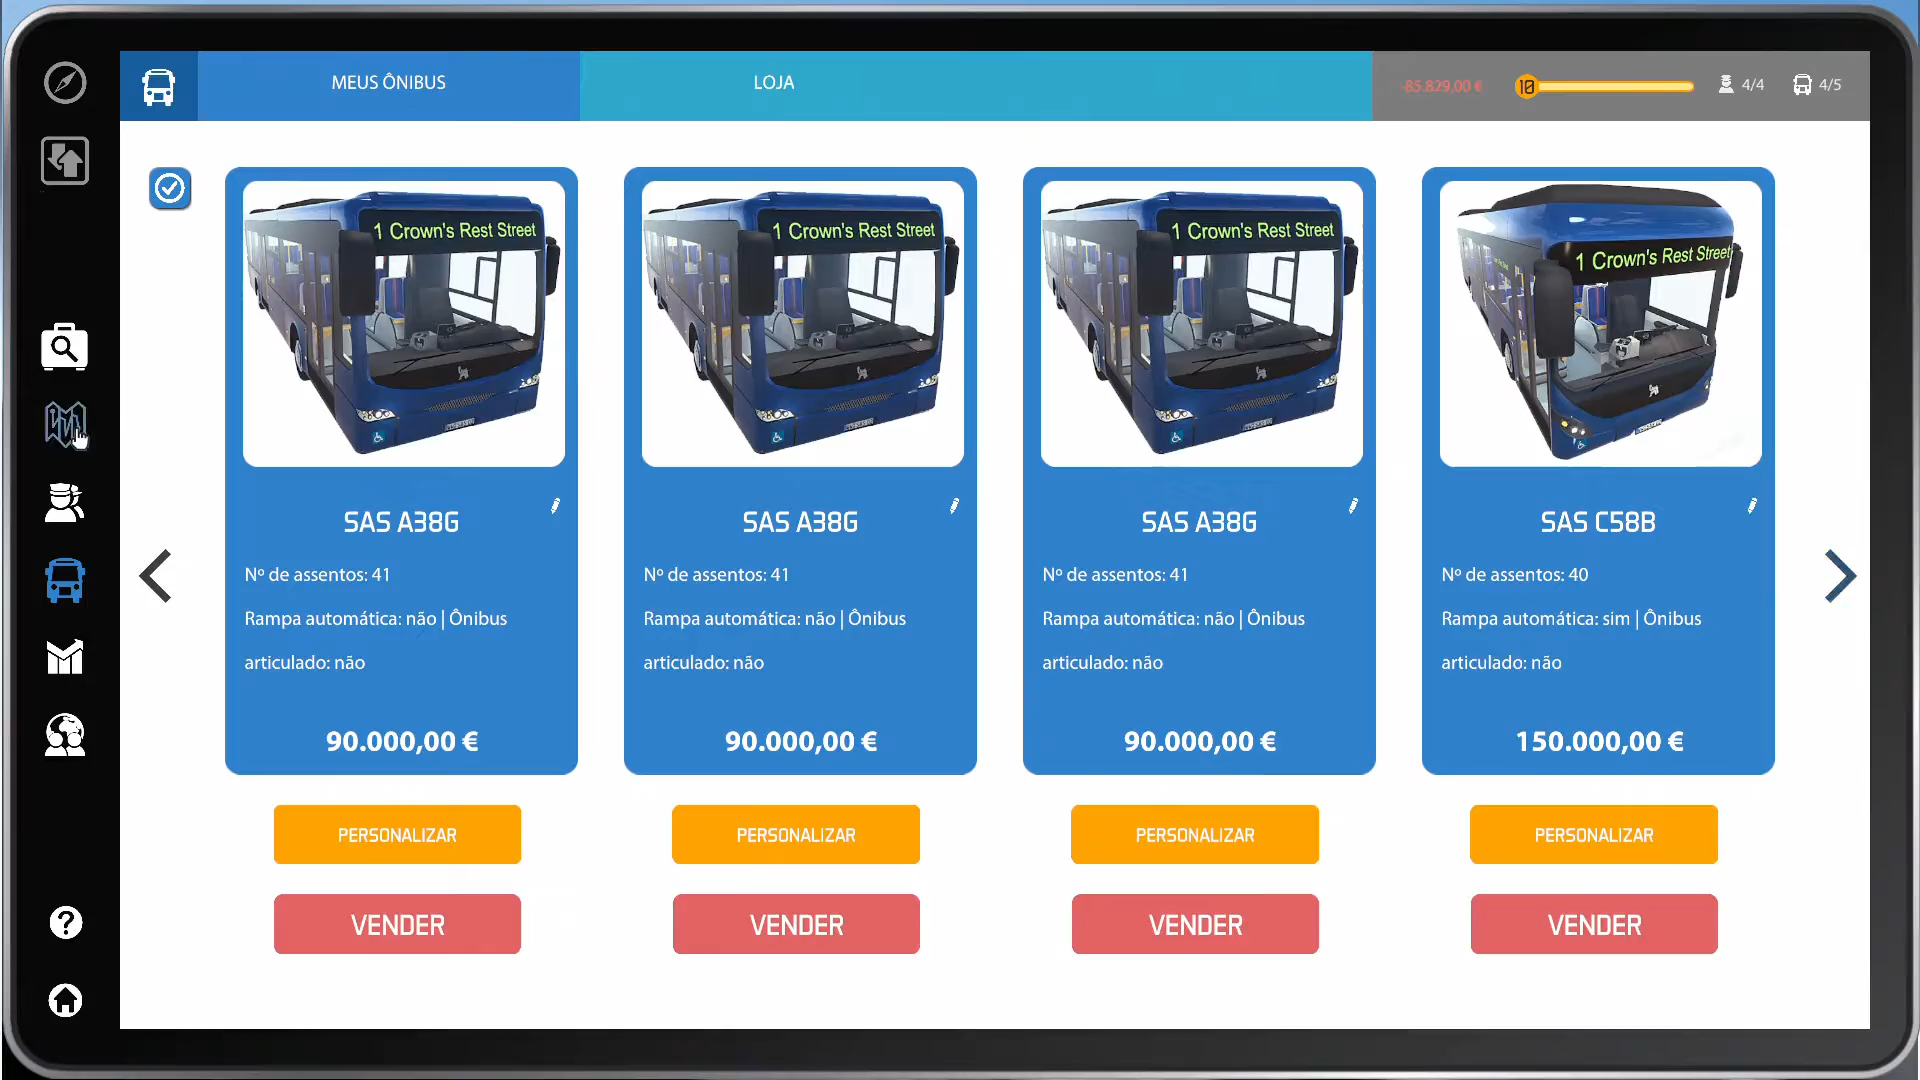 MEUS ÔNIBUS
LOJA
-85.829,00 €
10
4/4
4/5
1 Crown's Rest Street
1 Crown's Rest Street
1 Crown's Rest Street
1 Crown's Rest Street
SAS A38G
Nº de assentos: 41
Rampa automática: não | Ônibus
articulado: não
90.000,00 €
PERSONALIZAR
VENDER
SAS A38G
Nº de assentos: 41
Rampa automática: não | Ônibus
articulado: não
90.000,00 €
PERSONALIZAR
VENDER
SAS A38G
Nº de assentos: 41
Rampa automática: não | Ônibus
articulado: não
90.000,00 €
PERSONALIZAR
VENDER
SAS C58B
Nº de assentos: 40
Rampa automática: sim | Ônibus
articulado: não
150.000,00 €
PERSONALIZAR
VENDER